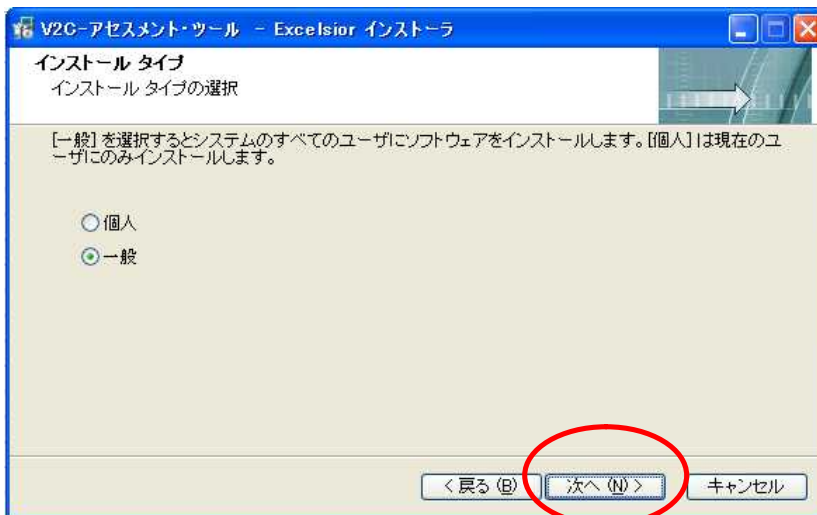 V2C-アセスメント・ツール - Excelsior インストーラ
インストール タイプ
インストール タイプの選択
[一般] を選択するとシステムのすべてのユーザにソフトウェアをインストールします。[個人] は現在のユ
ーザにのみインストールします。
個人
一般
< 戻る (B) 次へ (N) > キャンセル